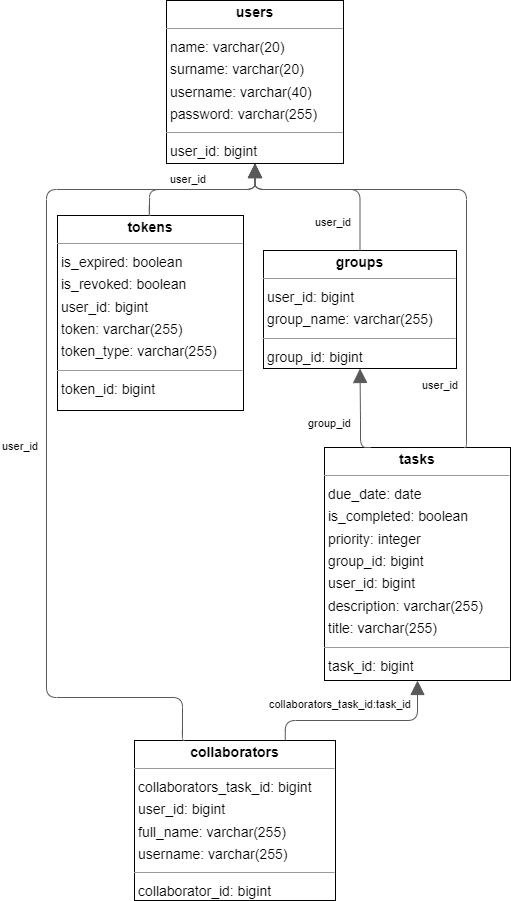 users
name: varchar(20)
surname: varchar(20)
username: varchar(40)
password: varchar(255)
user_id: bigint
user_id
user_id
tokens
is_expired: boolean
is_revoked: boolean
user_id: bigint
token: varchar(255)
token_type: varchar(255)
token_id: bigint
groups
user_id: bigint
group_name: varchar(255)
group_id: bigint
user_id
group_id
user_id
tasks
due_date: date
is_completed: boolean
priority: integer
group_id: bigint
user_id: bigint
description: varchar(255)
title: varchar(255)
task_id: bigint
collaborators_task_id:task_id
collaborators
collaborators_task_id: bigint
user_id: bigint
full_name: varchar(255)
username: varchar(255)
collaborator_id: bigint